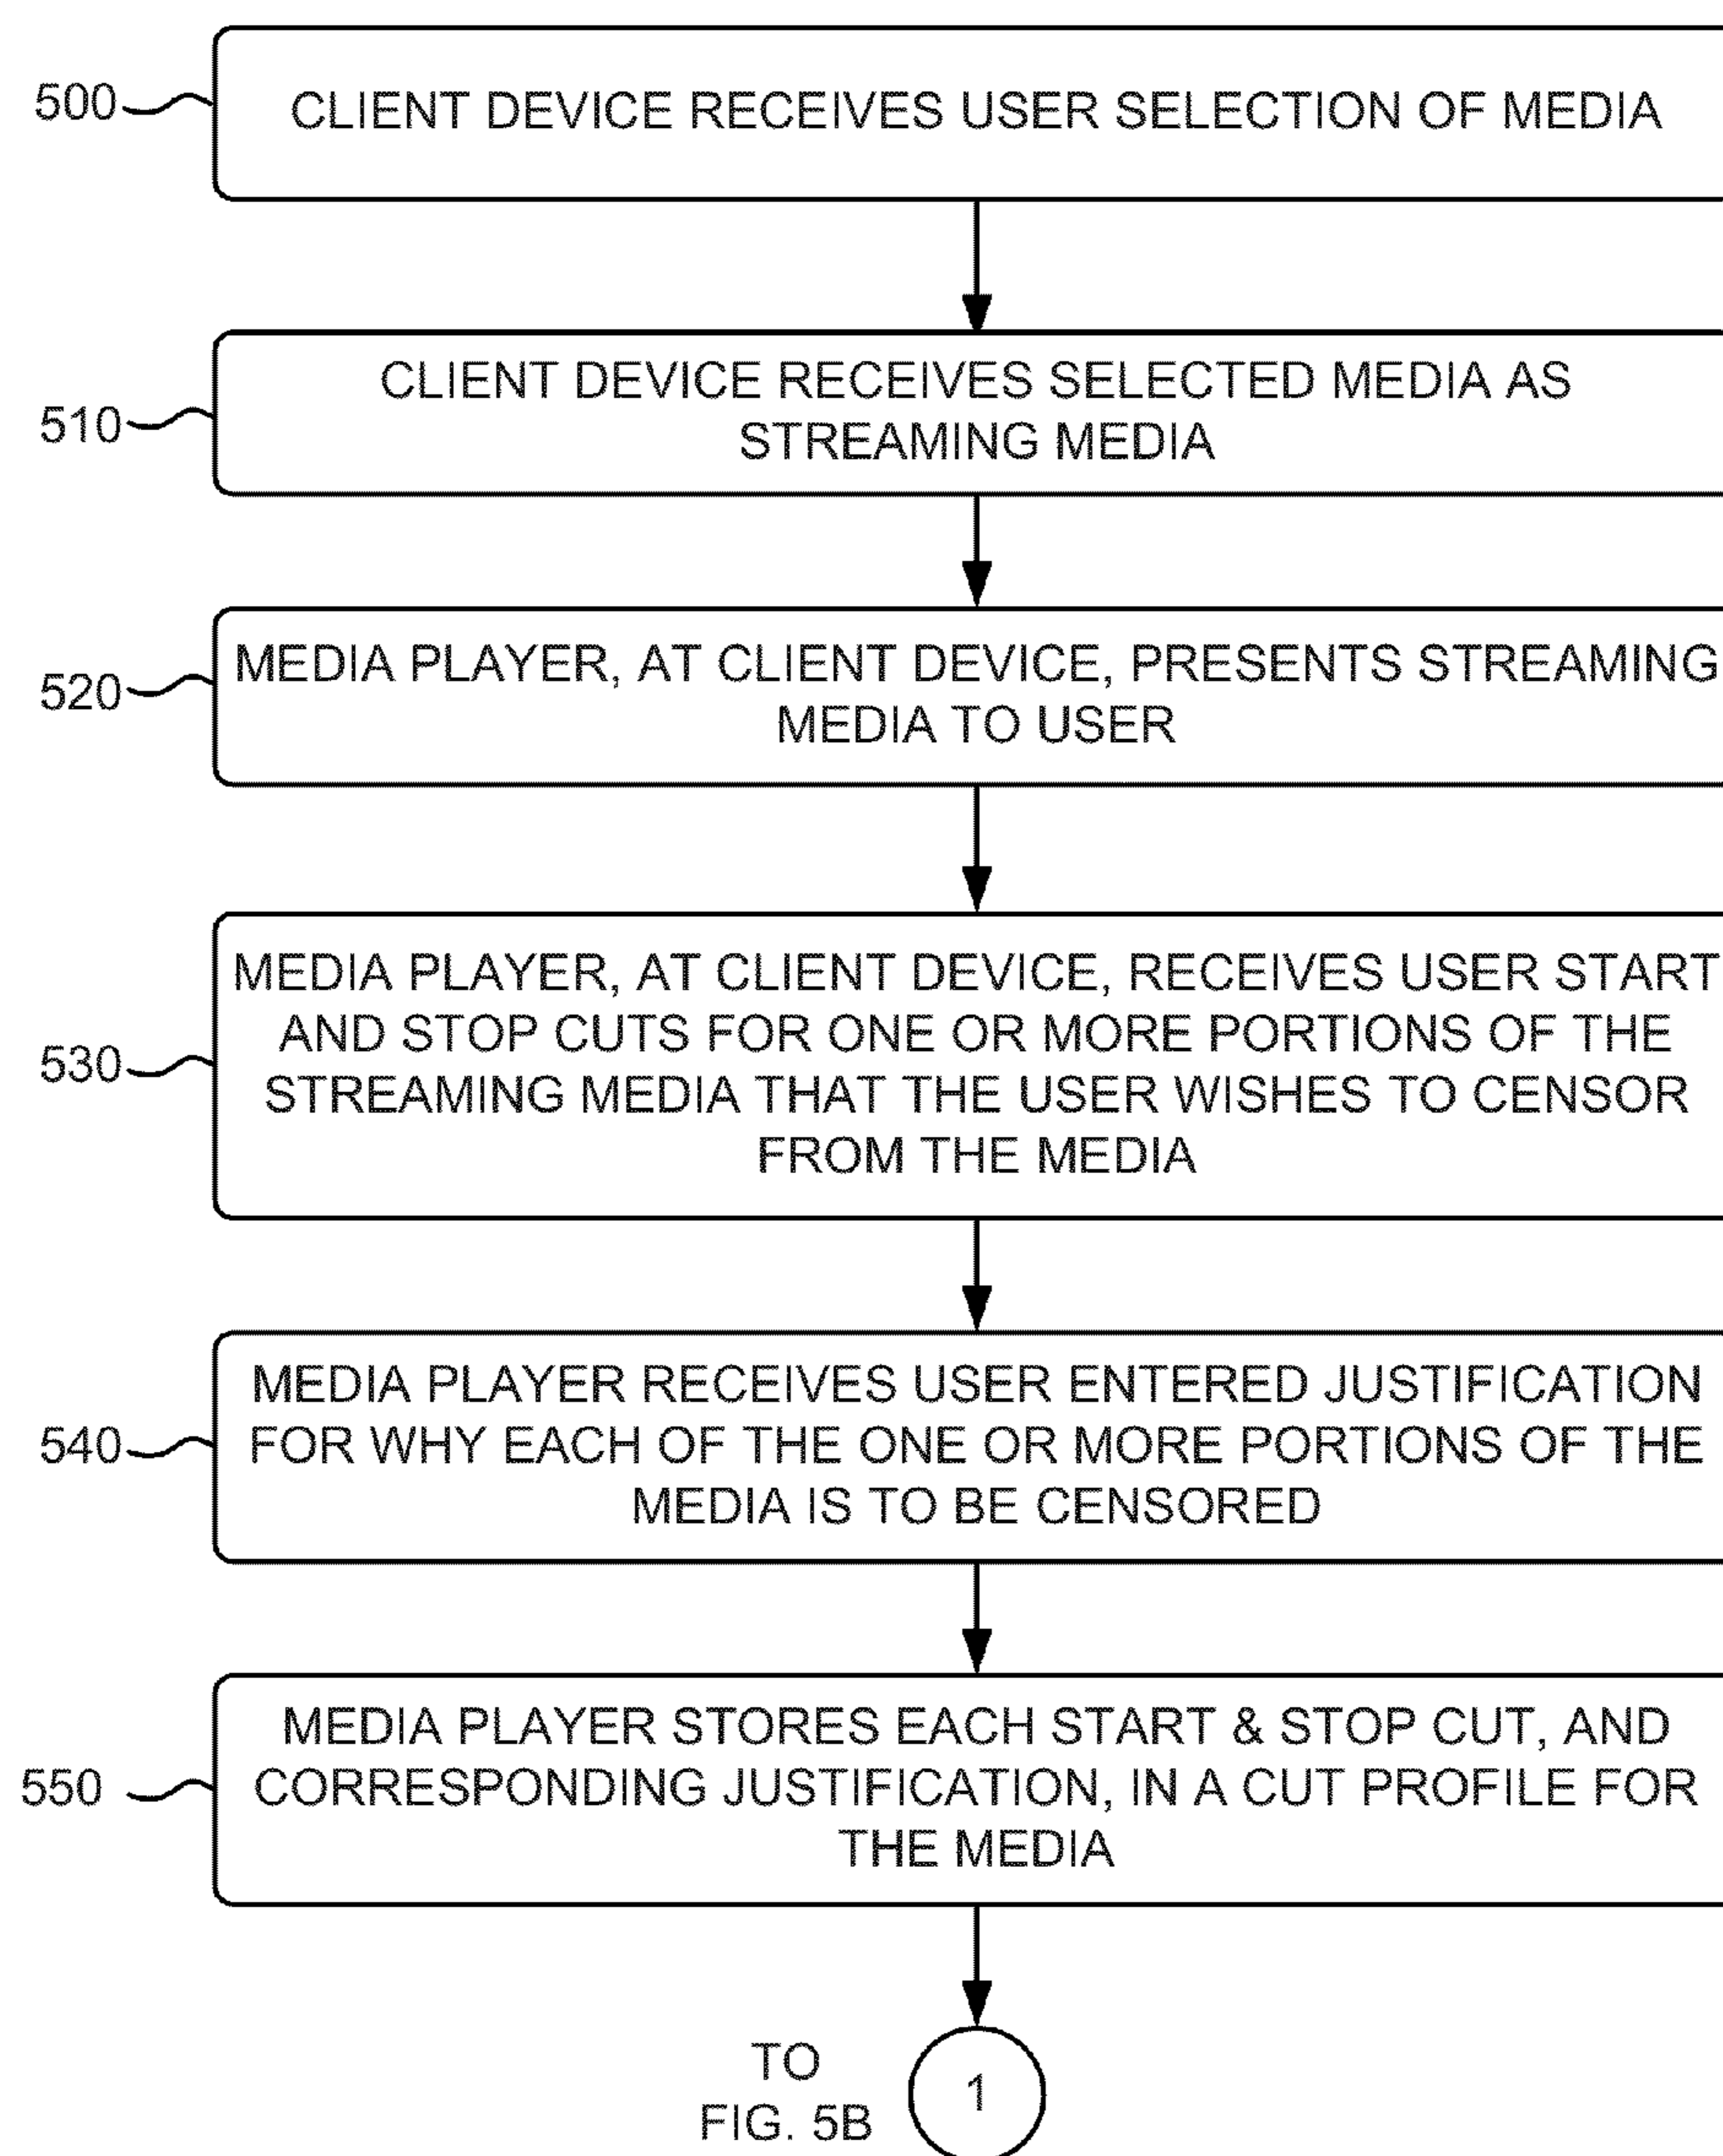 500
CLIENT DEVICE RECEIVES USER SELECTION OF MEDIA
510
CLIENT DEVICE RECEIVES SELECTED MEDIA AS
STREAMING MEDIA
520
MEDIA PLAYER, AT CLIENT DEVICE, PRESENTS STREAMING
MEDIA TO USER
530
MEDIA PLAYER, AT CLIENT DEVICE, RECEIVES USER START
AND STOP CUTS FOR ONE OR MORE PORTIONS OF THE
STREAMING MEDIA THAT THE USER WISHES TO CENSOR
FROM THE MEDIA
540
MEDIA PLAYER RECEIVES USER ENTERED JUSTIFICATION
FOR WHY EACH OF THE ONE OR MORE PORTIONS OF THE
MEDIA IS TO BE CENSORED
550
MEDIA PLAYER STORES EACH START & STOP CUT, AND
CORRESPONDING JUSTIFICATION, IN A CUT PROFILE FOR
THE MEDIA
TO
FIG. 5B
1